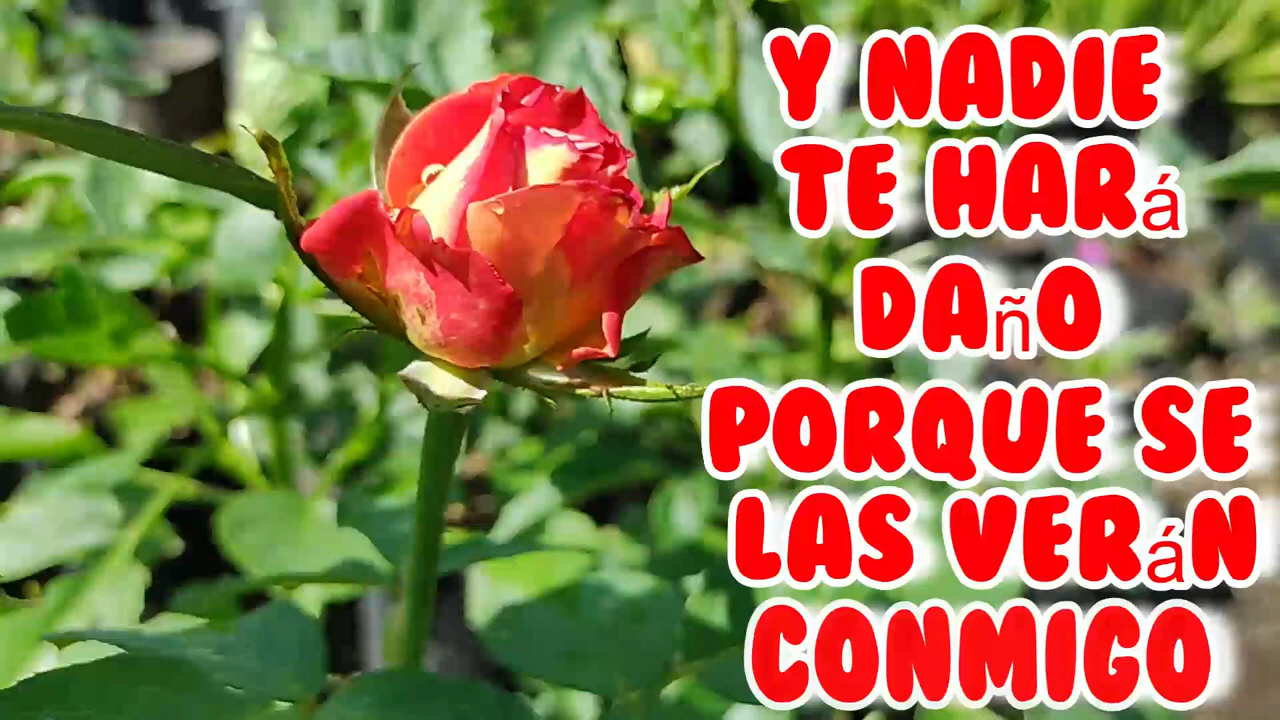 Y NADIE
TE HARá
DAñO
PORQUE SE
LAS VERáN
CONMIGO